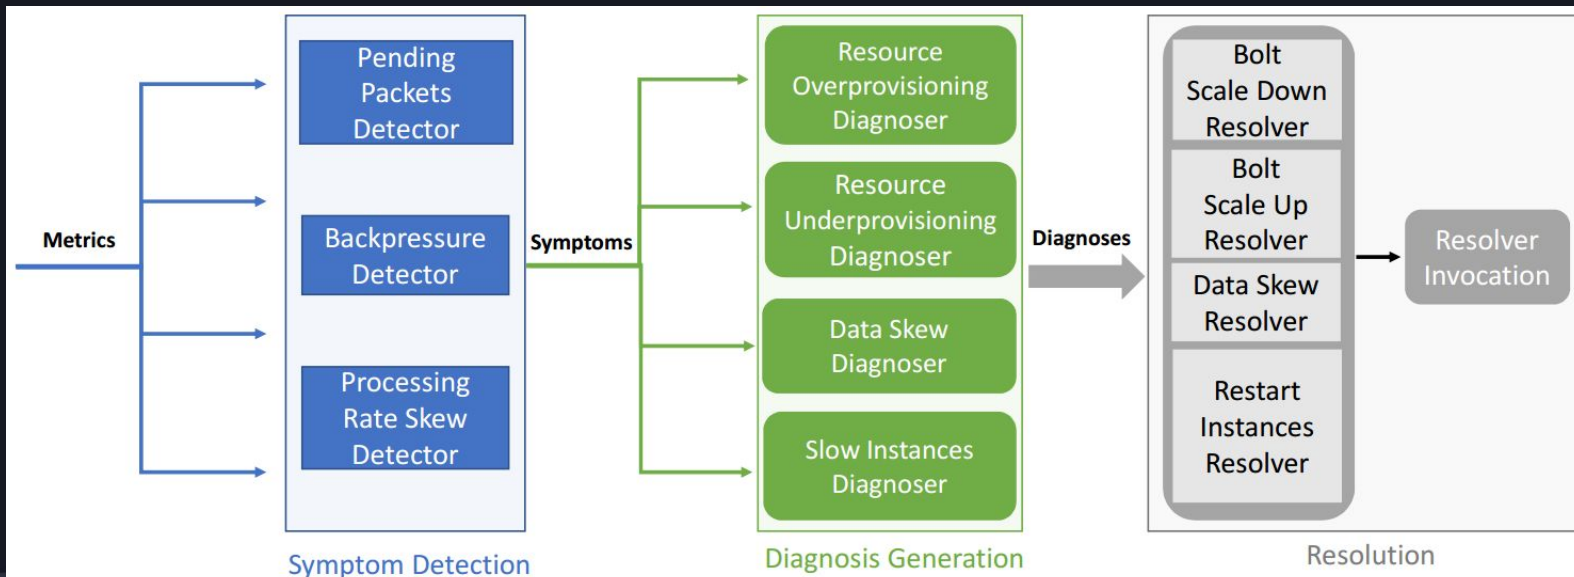 Metrics
Pending
Packets
Detector
Backpressure
Detector
Processing
Rate Skew
Detector
Symptom Detection
Symptoms
Resource
Overprovisioning
Diagnoser
Resource
Underprovisioning
Diagnoser
Data Skew
Diagnoser
Slow Instances
Diagnoser
Diagnosis Generation
Diagnoses
Bolt
Scale Down
Resolver
Bolt
Scale Up
Resolver
Data Skew
Resolver
Restart
Instances
Resolver
Resolver
Invocation
Resolution